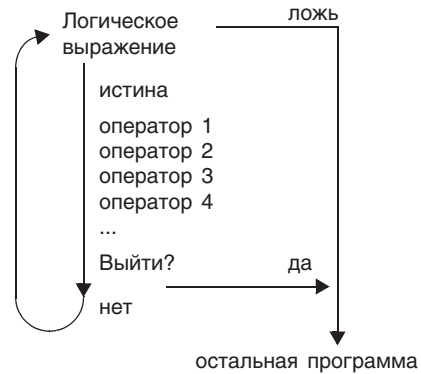 Логическое
выражение
ложь
истина
оператор 1
оператор 2
оператор 3
оператор 4
...
Выйти?
да
нет
остальная программа